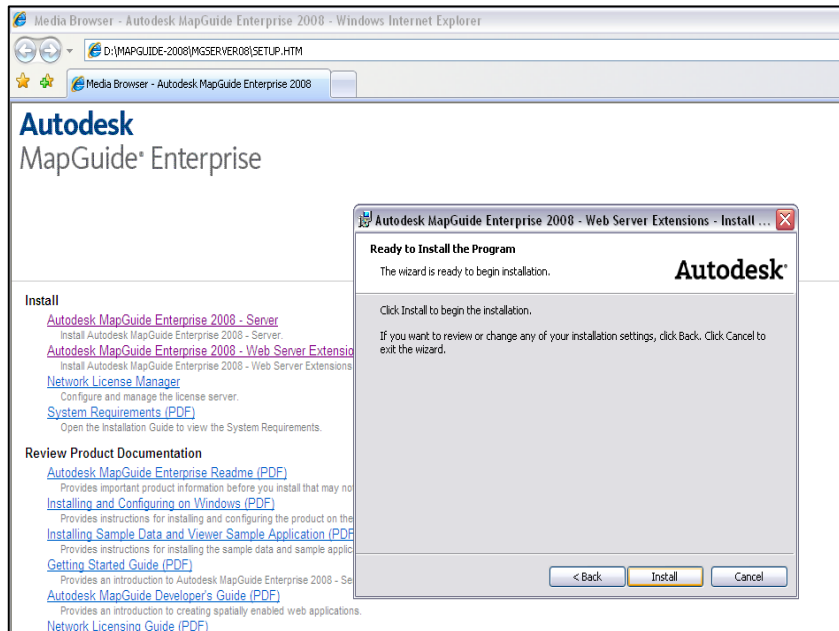 Media Browser - Autodesk MapGuide Enterprise 2008 - Windows Internet Explorer
D:\MAPGUIDE-2008\MGSERVER08\SETUP.HTM
Media Browser - Autodesk MapGuide Enterprise 2008
Autodesk
MapGuide® Enterprise
Install
Autodesk MapGuide Enterprise 2008 - Server
Install Autodesk MapGuide Enterprise 2008 - Server.
Autodesk MapGuide Enterprise 2008 - Web Server Extensio
Install Autodesk MapGuide Enterprise 2008 - Web Server Extensions
Network License Manager
Configure and manage the license server.
System Requirements (PDF)
Open the Installation Guide to view the System Requirements.
Review Product Documentation
Autodesk MapGuide Enterprise Readme (PDF)
Provides important product information before you install that may no
Installing and Configuring on Windows (PDF)
Provides instructions for installing and configuring the product on the
Installing Sample Data and Viewer Sample Application (PDF
Provides instructions for installing the sample data and sample applic
Getting Started Guide (PDF)
Provides an introduction to Autodesk MapGuide Enterprise 2008 - Se
Autodesk MapGuide Developer's Guide (PDF)
Provides an introduction to creating spatially enabled web applications.
Network Licensing Guide (PDF)
Autodesk MapGuide Enterprise 2008 - Web Server Extensions - Install ...
Ready to Install the Program
The wizard is ready to begin installation.
Autodesk®
Click Install to begin the installation.
If you want to review or change any of your installation settings, click Back. Click Cancel to
exit the wizard.
< Back
Install
Cancel